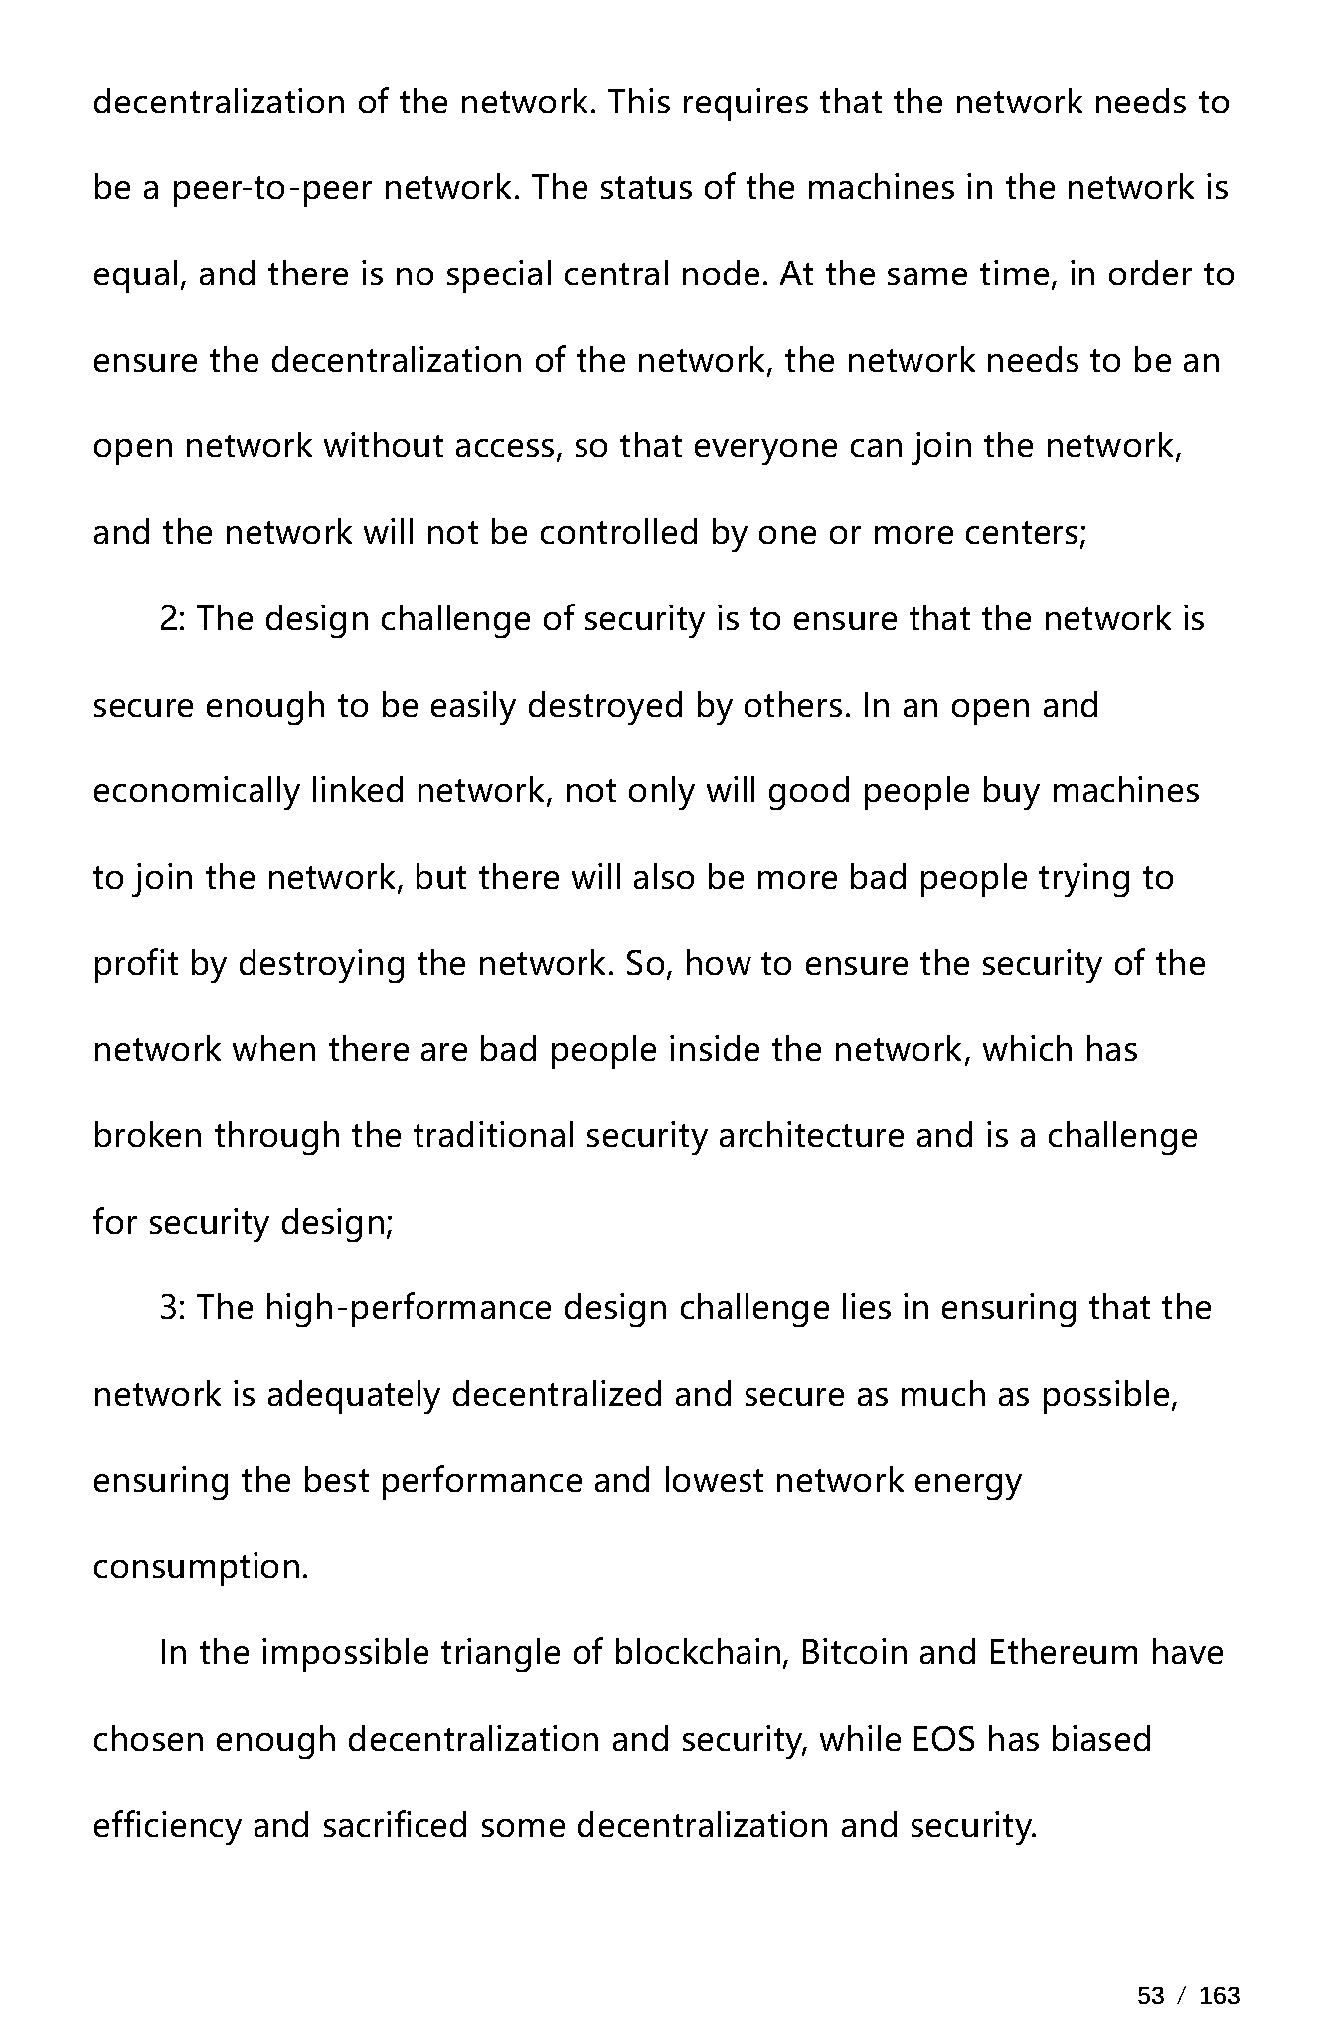 decentralization of the network. This requires that the network needs to
be a peer-to-peer network. The status of the machines in the network is
equal, and there is no special central node. At the same time, in order to
ensure the decentralization of the network, the network needs to be an
open network without access, so that everyone can join the network,
and the network will not be controlled by one or more centers;
2: The design challenge of security is to ensure that the network is
secure enough to be easily destroyed by others. In an open and
economically linked network, not only will good people buy machines
to join the network, but there will also be more bad people trying to
profit by destroying the network. So, how to ensure the security of the
network when there are bad people inside the network, which has
broken through the traditional security architecture and is a challenge
for security design;
3: The high-performance design challenge lies in ensuring that the
network is adequately decentralized and secure as much as possible,
ensuring the best performance and lowest network energy
consumption.
In the impossible triangle of blockchain, Bitcoin and Ethereum have
chosen enough decentralization and security, while EOS has biased
efficiency and sacrificed some decentralization and security.
53 / 163